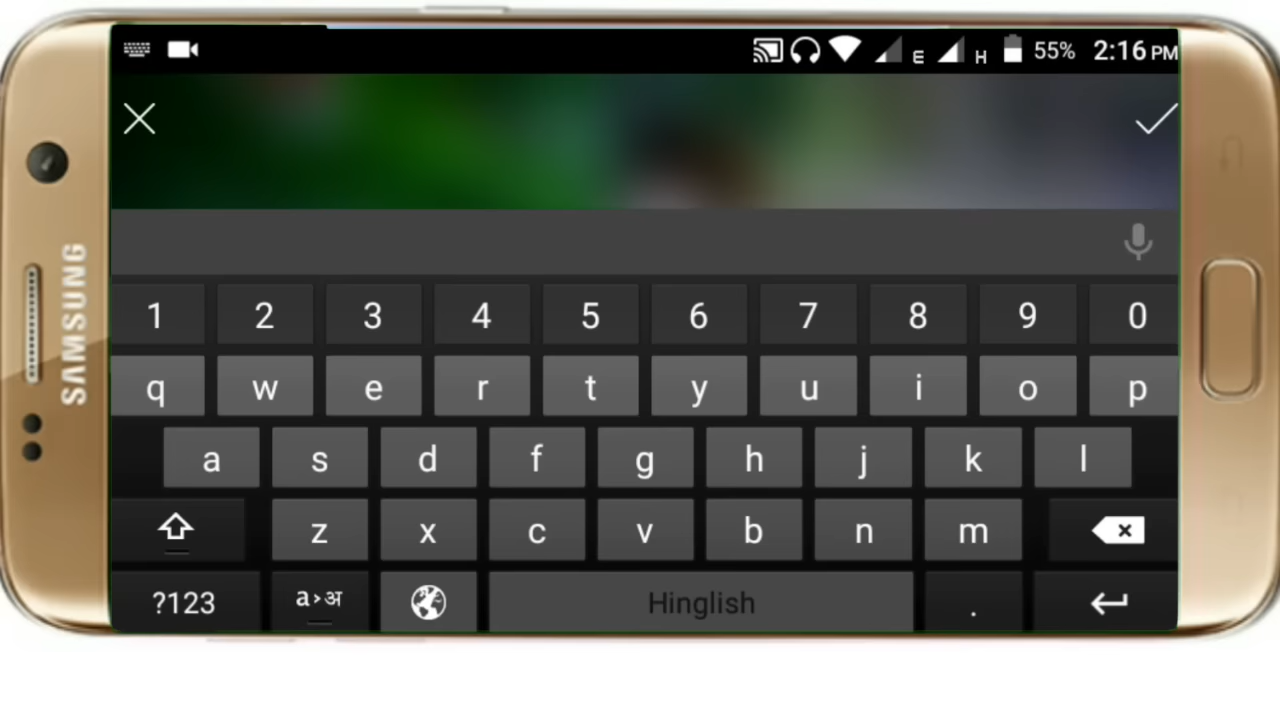 E H 55% 2:16 PM
SAMSUNG
1 2 3 4 5 6 7 8 9 0
q w e r t y u i o p
a s d f g h j k l
z x c v b n m
?123 a>अ Hinglish .